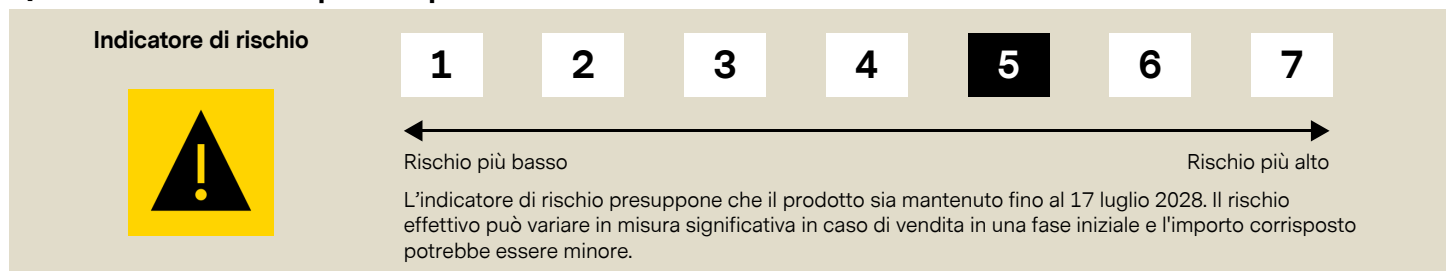 Indicatore di rischio
1 2 3 4 5 6 7
Rischio più basso Rischio più alto
L'indicatore di rischio presuppone che il prodotto sia mantenuto fino al 17 luglio 2028. Il rischio
effettivo può variare in misura significativa in caso di vendita in una fase iniziale e l'importo corrisposto
potrebbe essere minore.